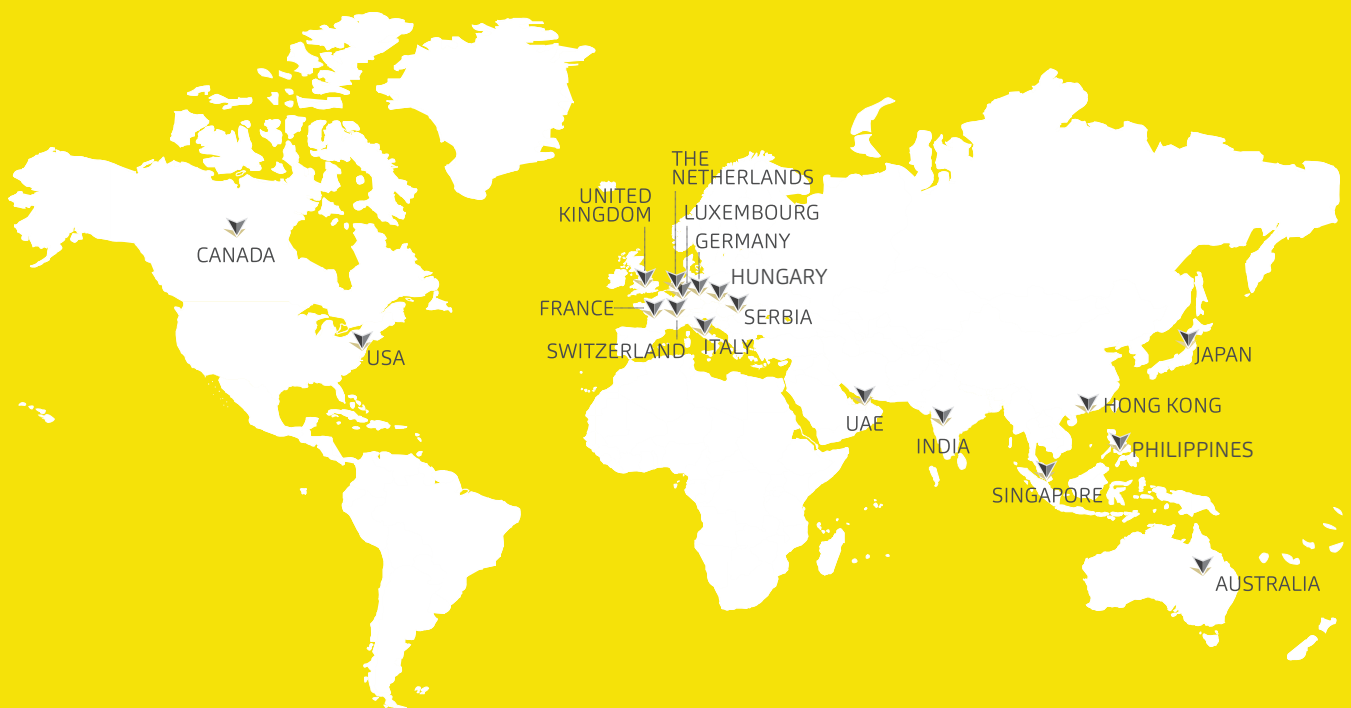 THE
NETHERLANDS
UNITED
KINGDOM
LUXEMBOURG
GERMANY
CANADA
HUNGARY
FRANCE
SERBIA
SWITZERLAND
ITALY
USA
JAPAN
HONG KONG
UAE
INDIA
PHILIPPINES
SINGAPORE
AUSTRALIA